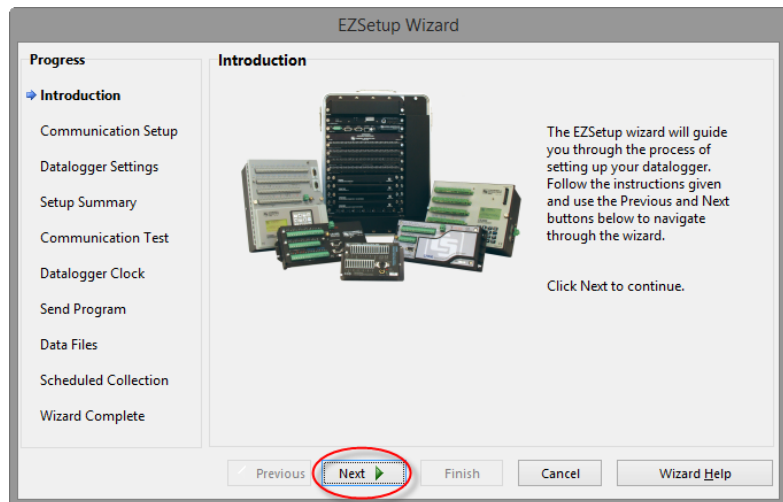 EZSetup Wizard
Progress
Introduction
Communication Setup
Datalogger Settings
Setup Summary
Communication Test
Datalogger Clock
Send Program
Data Files
Scheduled Collection
Wizard Complete
Introduction
The EZSetup wizard will guide
you through the process of
setting up your datalogger.
Follow the instructions given
and use the Previous and Next
buttons below to navigate
through the wizard.
Click Next to continue.
Previous
Next
Finish
Cancel
Wizard Help